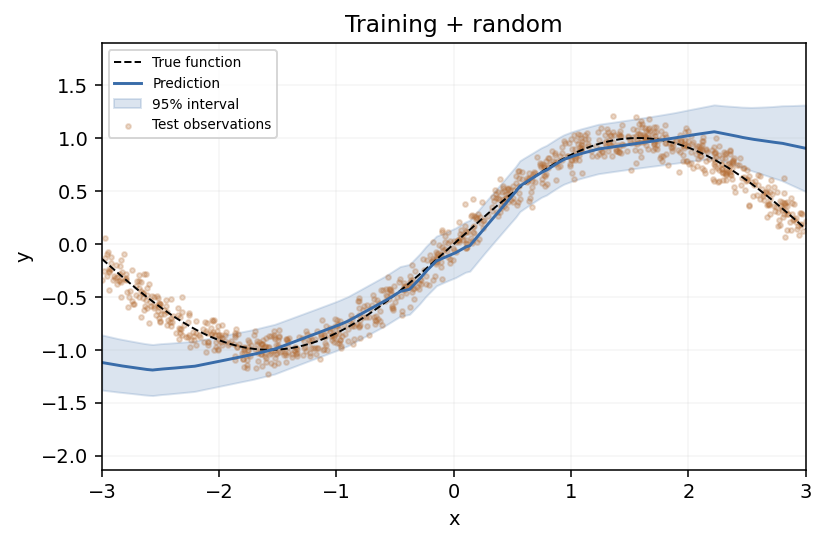 Training + random
True function
Prediction
95% interval
Test observations
1.5
1.0
0.5
0.0
−0.5
−1.0
−1.5
−2.0
y
−3
−2
−1
0
1
2
3
x